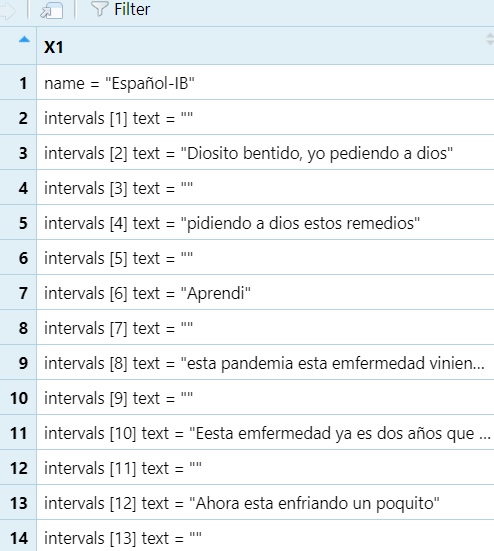 Filter
X1
1 name = "Español-IB"
2 intervals [1] text = ""
3 intervals [2] text = "Diosito bentido, yo pediendo a dios"
4 intervals [3] text = ""
5 intervals [4] text = "pidiendo a dios estos remedios"
6 intervals [5] text = ""
7 intervals [6] text = "Aprendi"
8 intervals [7] text = ""
9 intervals [8] text = "esta pandemia esta emfermedad vinien...
10 intervals [9] text = ""
11 intervals [10] text = "Eesta emfermedad ya es dos años que ...
12 intervals [11] text = ""
13 intervals [12] text = "Ahora esta enfriando un poquito"
14 intervals [13] text = ""